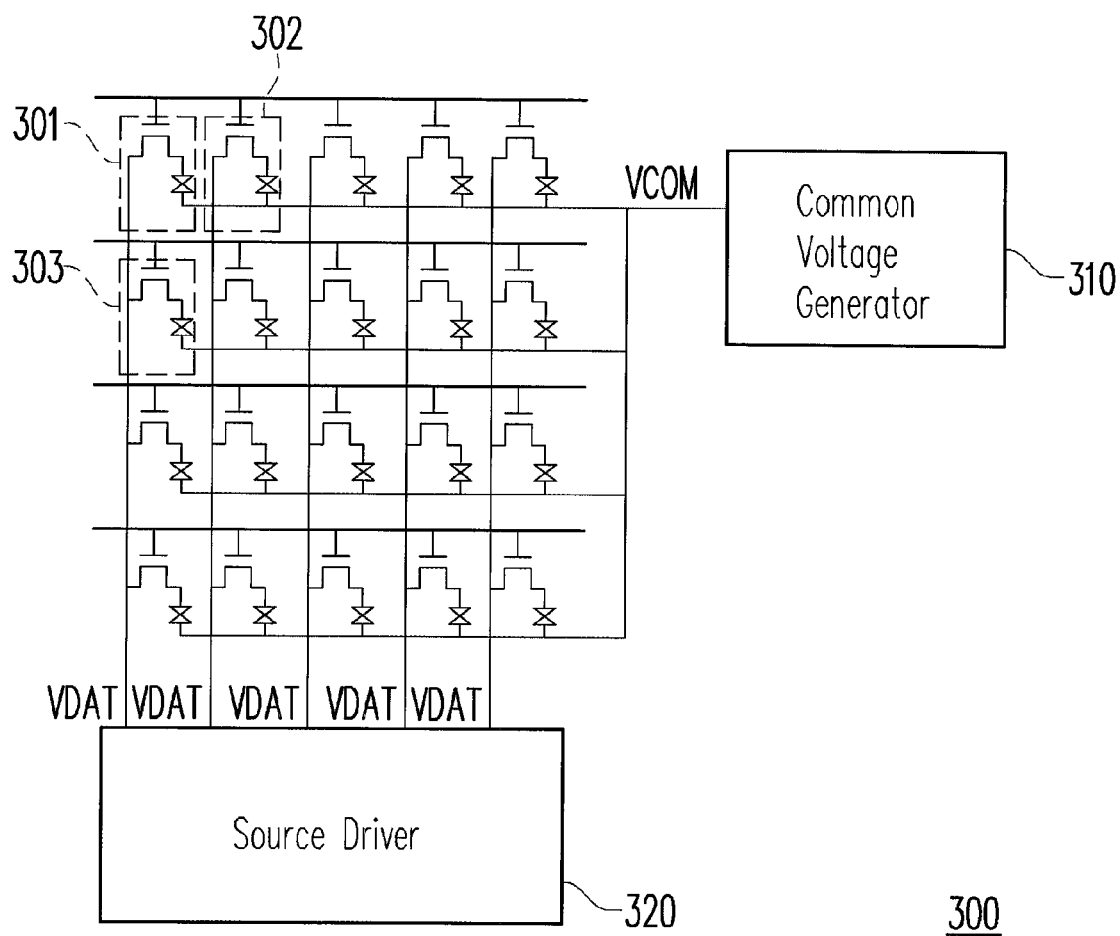 302
301
VCOM
Common
Voltage
Generator
303
310
VDAT VDAT VDAT VDAT VDAT
Source Driver
320
300